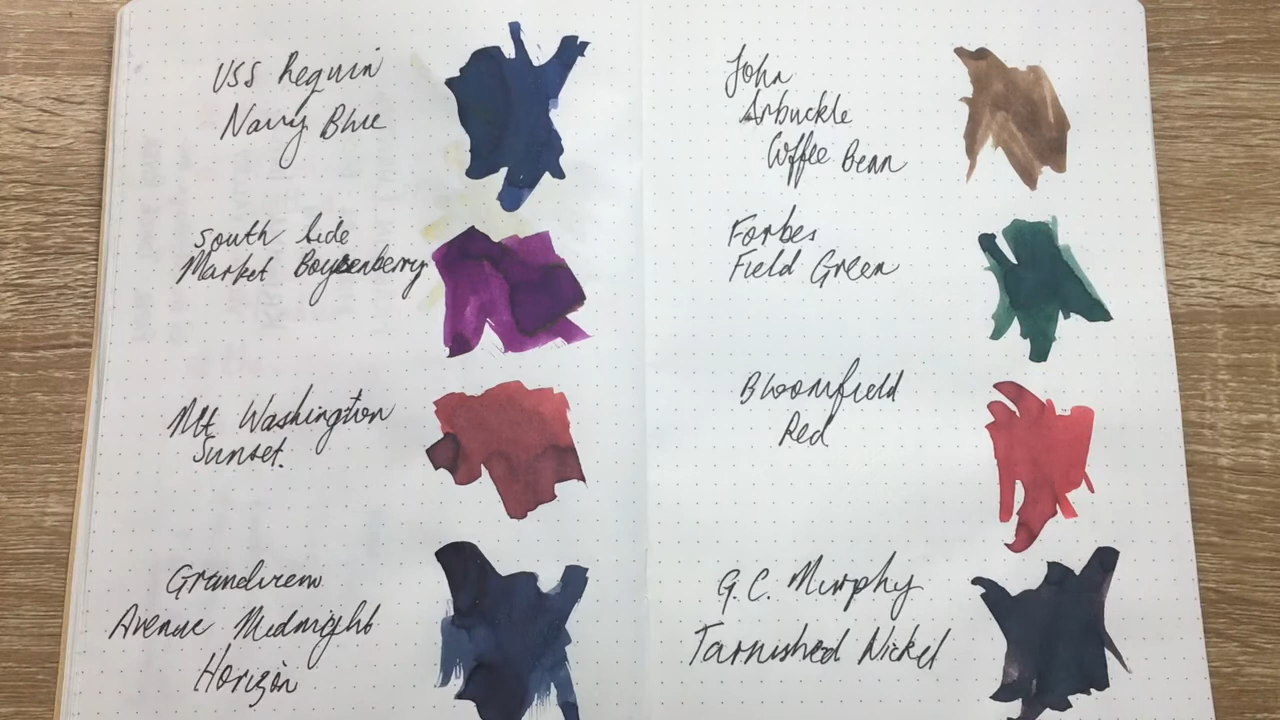 USS Requin
Navy Blue
South Side
Market Boysenberry
Mt Washington
Sunset.
Grandview
Avenue Midnight
Horizon
John
Arbuckle
Coffee Bean
Forbes
Field Green
Bloomfield
Red
G.C. Murphy
Tarnished Nickel